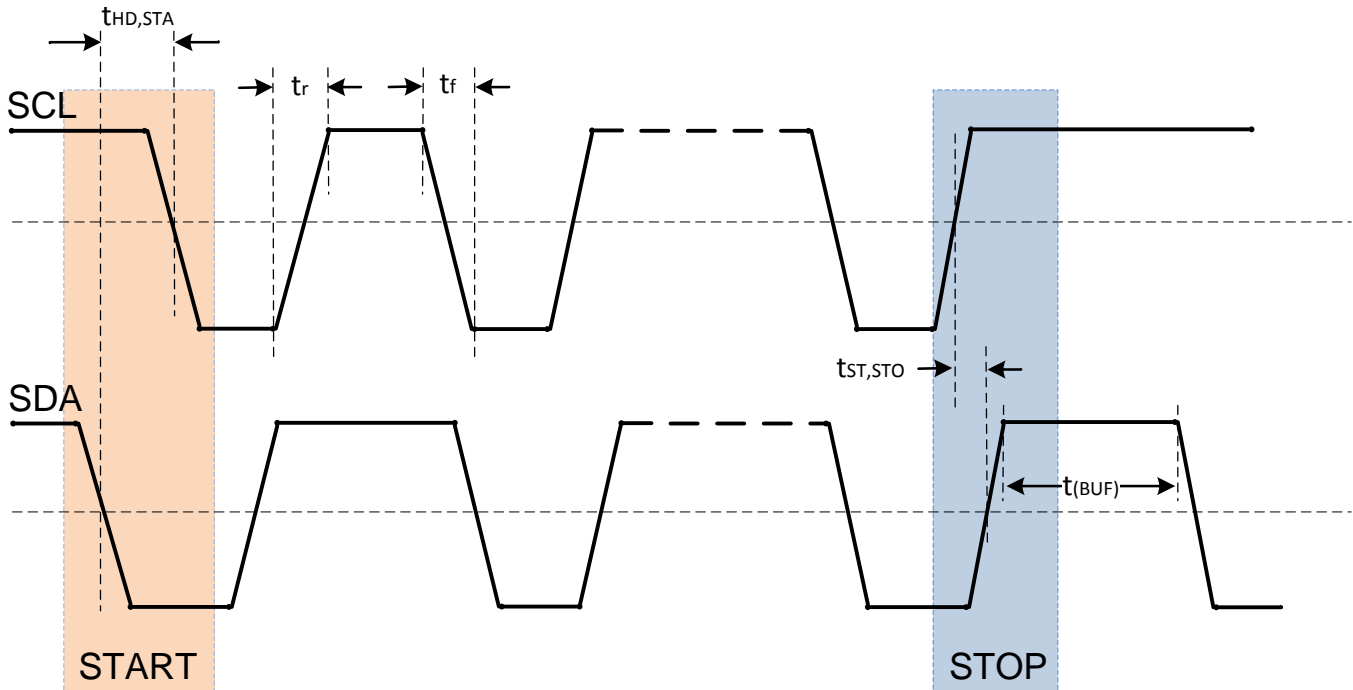 tHD,STA
tr
tf
SCL
tST,STO
SDA
t(BUF)
START
STOP